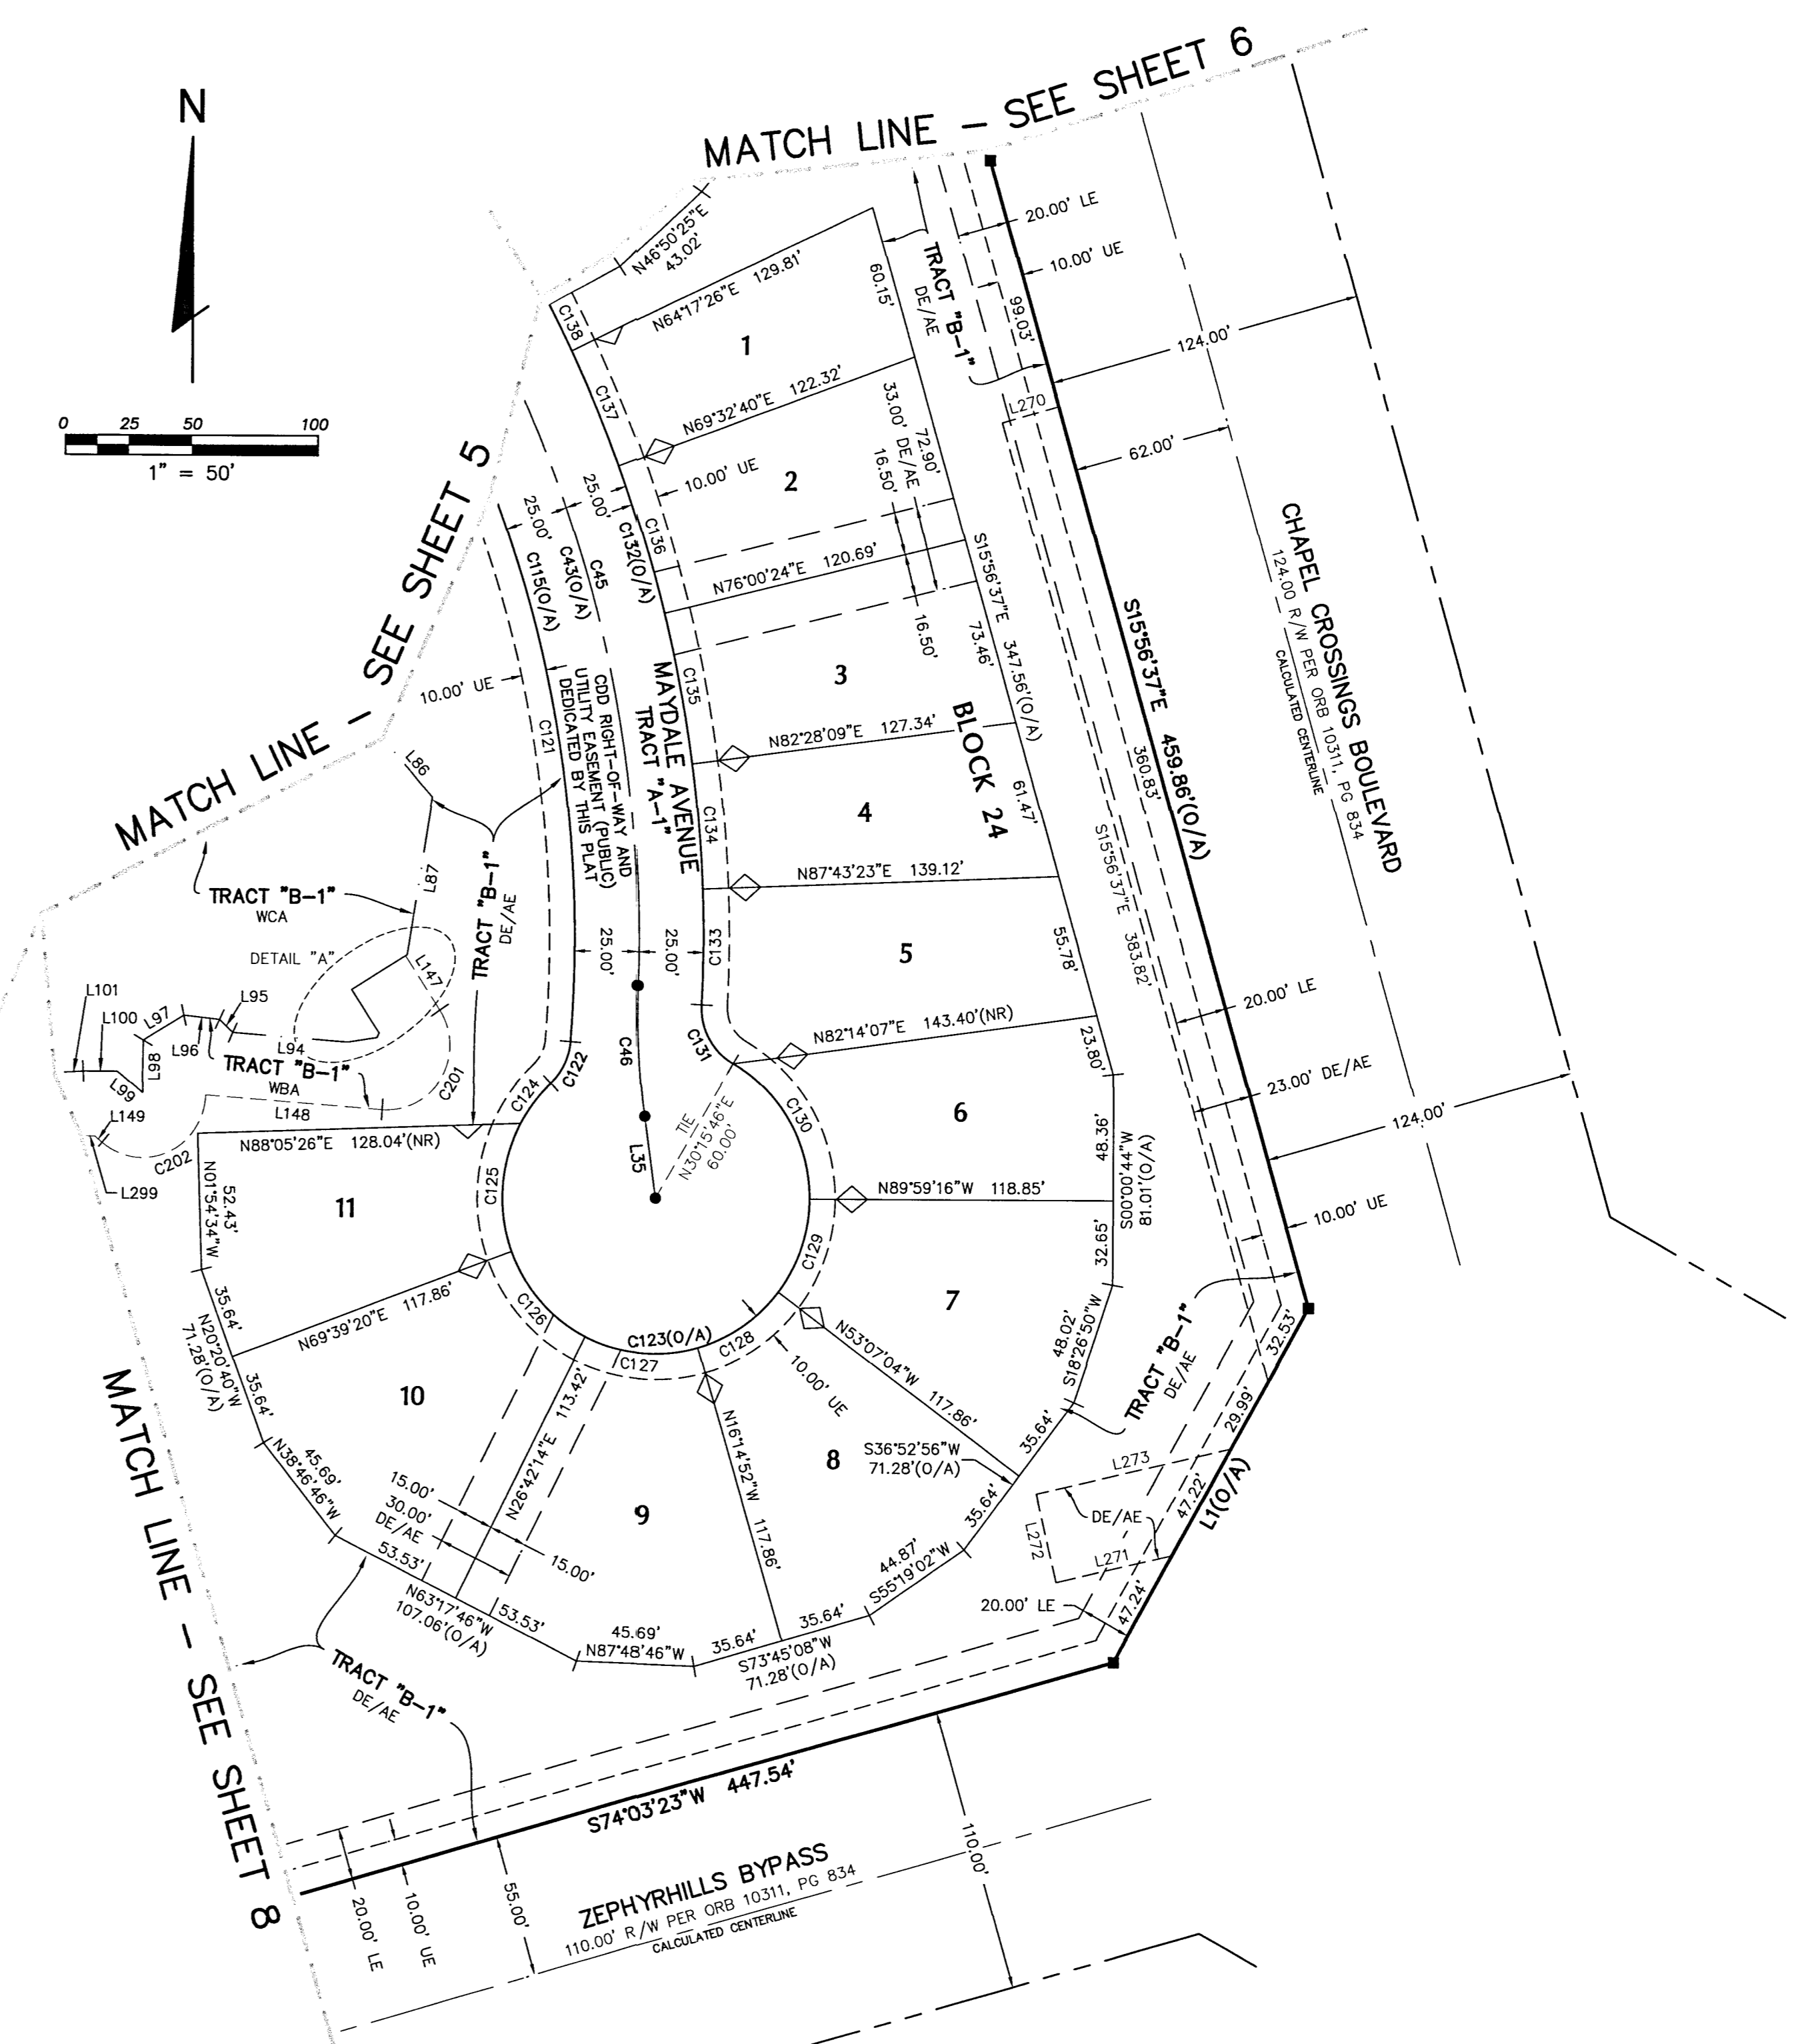 MATCH LINE - SEE SHEET 6
N
0 25 50 100
1" = 50'
N46°50'25"E
43.02'
20.00' LE
10.00' UE
TRACT "B-1"
DE/AE
99.03'
124.00'
C138
N64°17'26"E 129.81'
60.15'
1
C137
N69°32'40"E 122.32'
L270
62.00'
33.00' DE/AE
72.90'
16.50'
10.00' UE
2
25.00'
25.00'
C136
C132(O/A)
C45
C43(O/A)
C115(O/A)
N76°00'24"E 120.69'
16.50'
S15°56'37"E 347.56'(O/A)
73.46'
MATCH LINE - SEE SHEET 5
CHAPEL CROSSINGS BOULEVARD
124.00 R/W PER ORB 10311, PG 834
CALCULATED CENTERLINE
S15°56'37"E 459.86'(O/A)
360.83'
S15°56'37"E 383.82'
10.00' UE
C121
CDD RIGHT-OF-WAY AND
UTILITY EASEMENT (PUBLIC)
DEDICATED BY THIS PLAT
MAYDALE AVENUE
TRACT "A-1"
C135
3
N82°28'09"E 127.34'
BLOCK 24
61.47'
4
C134
N87°43'23"E 139.12'
L86
L87
TRACT "B-1"
WCA
TRACT "B-1"
DE/AE
DETAIL "A"
L147
25.00'
25.00'
C133
5
55.78'
L101
L100
L97
L95
L96
L94
L98
L99
TRACT "B-1"
WBA
L148
L149
C201
C202
L299
C124
C122
C46
C131
N82°14'07"E 143.40'(NR)
23.80'
20.00' LE
23.00' DE/AE
124.00'
N88°05'26"E 128.04'(NR)
L35
TIE
N30°15'46"E
60.00'
C130
6
48.36'
S00°00'44"W
81.01'(O/A)
N01°54'34"W
52.43'
C125
11
N89°59'16"W 118.85'
C129
32.65'
10.00' UE
35.64'
N20°20'40"W
71.28'(O/A)
N69°39'20"E 117.86'
C126
C123(O/A)
C127
C128
7
48.02'
S18°26'50"W
TRACT "B-1"
DE/AE
32.53'
10
35.64'
113.42'
N26°42'14"E
10.00' UE
N53°07'04"W 117.86'
N16°14'52"W 117.86'
8
S36°52'56"W
71.28'(O/A)
35.64'
29.99'
L273
45.69'
N38°46'46"W
15.00'
30.00'
DE/AE
9
35.64'
DE/AE
47.22'
L1(O/A)
L272
L271
53.53'
15.00'
44.87'
S55°19'02"W
20.00' LE
47.24'
N63°17'46"W
107.06'(O/A)
53.53'
45.69'
N87°48'46"W
35.64'
35.64'
S73°45'08"W
71.28'(O/A)
TRACT "B-1"
DE/AE
MATCH LINE - SEE SHEET 8
S74°03'23"W 447.54'
20.00' LE
10.00' UE
55.00'
110.00'
ZEPHYRHILLS BYPASS
110.00' R/W PER ORB 10311, PG 834
CALCULATED CENTERLINE